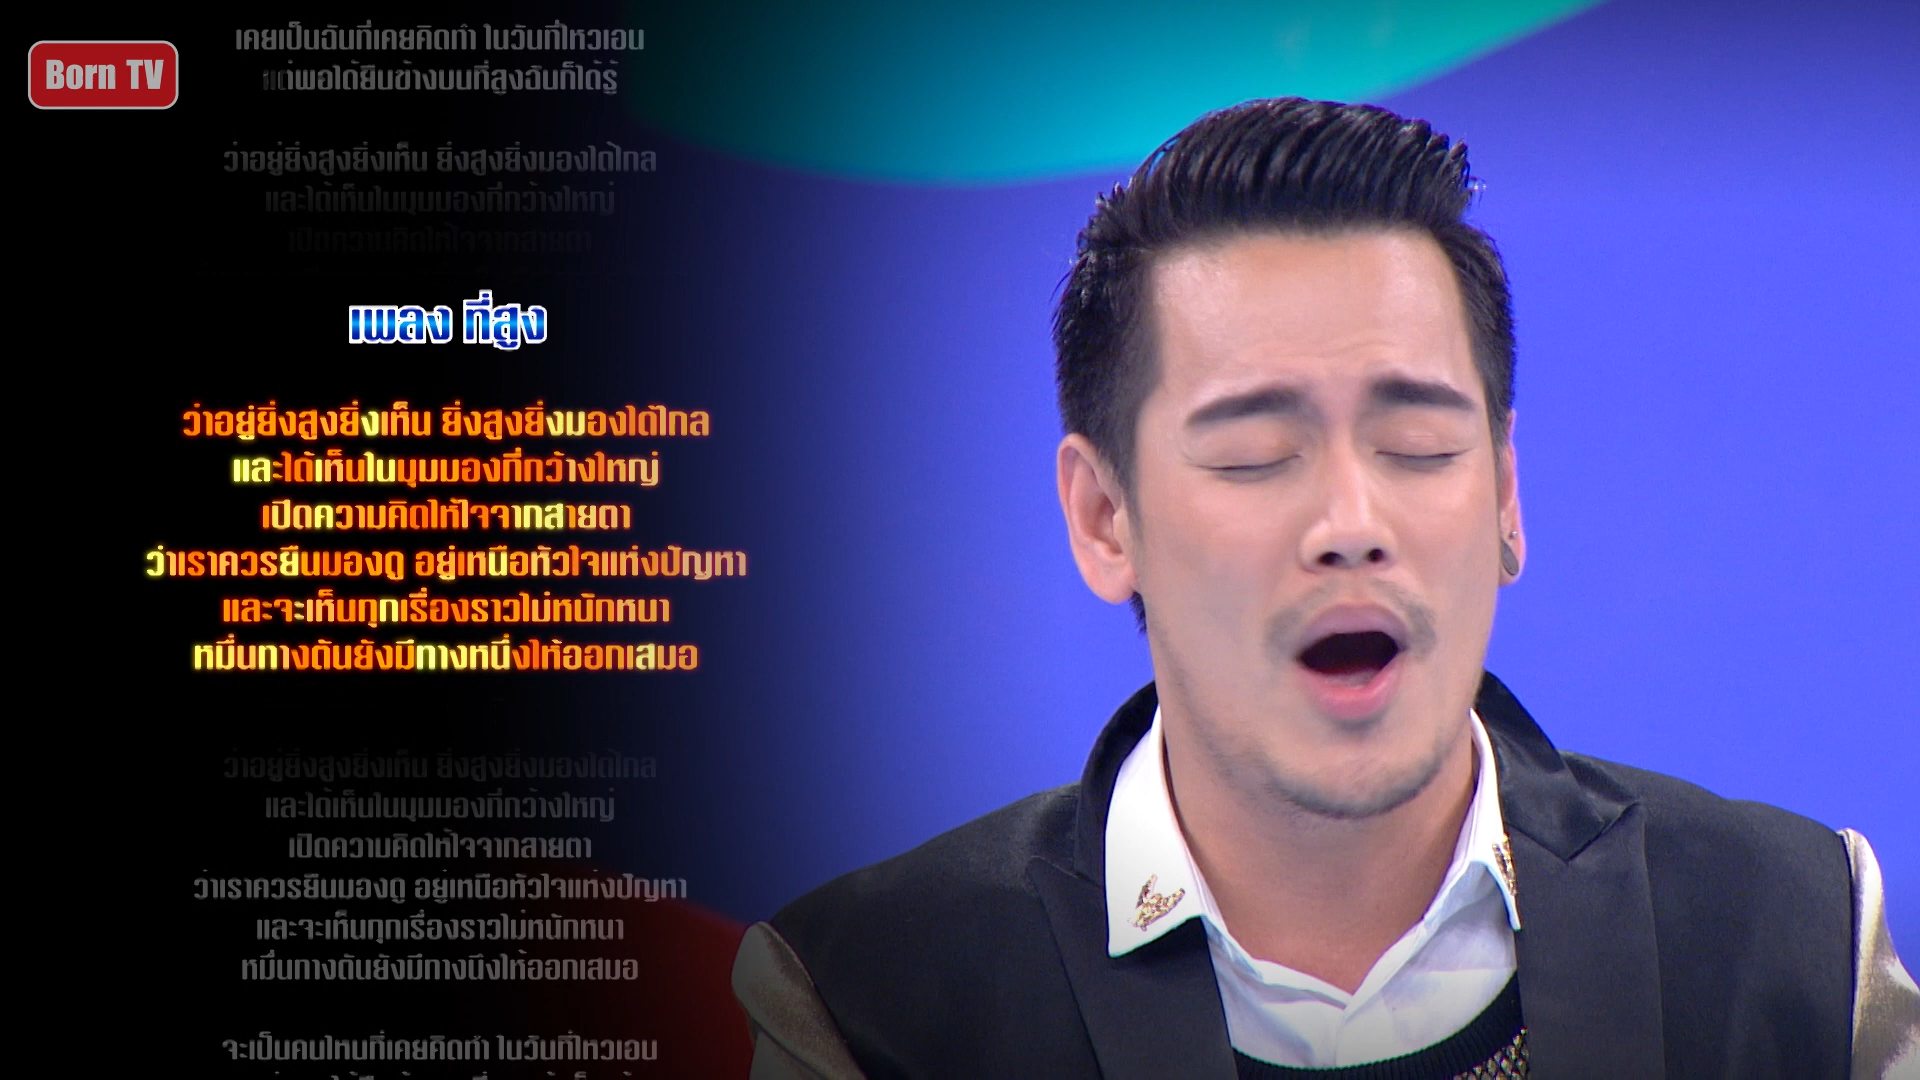 Born TV
เคยเป็นฉันที่เคยคิดทำ ในวันที่ไหวเอน
แต่พอได้ยืนข้างบนที่สูงฉันก็ได้รู้
ว่าอยู่ยิ่งสูงยิ่งเห็น ยิ่งสูงยิ่งมองได้ไกล
และได้เห็นในมุมมองที่กว้างใหญ่
เปิดความคิดให้ใจจากสายตา
เพลง ที่สูง
ว่าอยู่ยิ่งสูงยิ่งเห็น ยิ่งสูงยิ่งมองได้ไกล
และได้เห็นในมุมมองที่กว้างใหญ่
เปิดความคิดให้ใจจากสายตา
ว่าเราควรยืนมองดู อยู่เหนือหัวใจแห่งปัญหา
และจะเห็นทุกเรื่องราวไม่หนักหนา
หมื่นทางตันยังมีทางหนึ่งให้ออกเสมอ
ว่าอยู่ยิ่งสูงยิ่งเห็น ยิ่งสูงยิ่งมองได้ไกล
และได้เห็นในมุมมองที่กว้างใหญ่
เปิดความคิดให้ใจจากสายตา
ว่าเราควรยืนมองดู อยู่เหนือหัวใจแห่งปัญหา
และจะเห็นทุกเรื่องราวไม่หนักหนา
หมื่นทางตันยังมีทางนึงให้ออกเสมอ
จะเป็นคนไหนที่เคยคิดทำ ในวันที่ไหวเอน